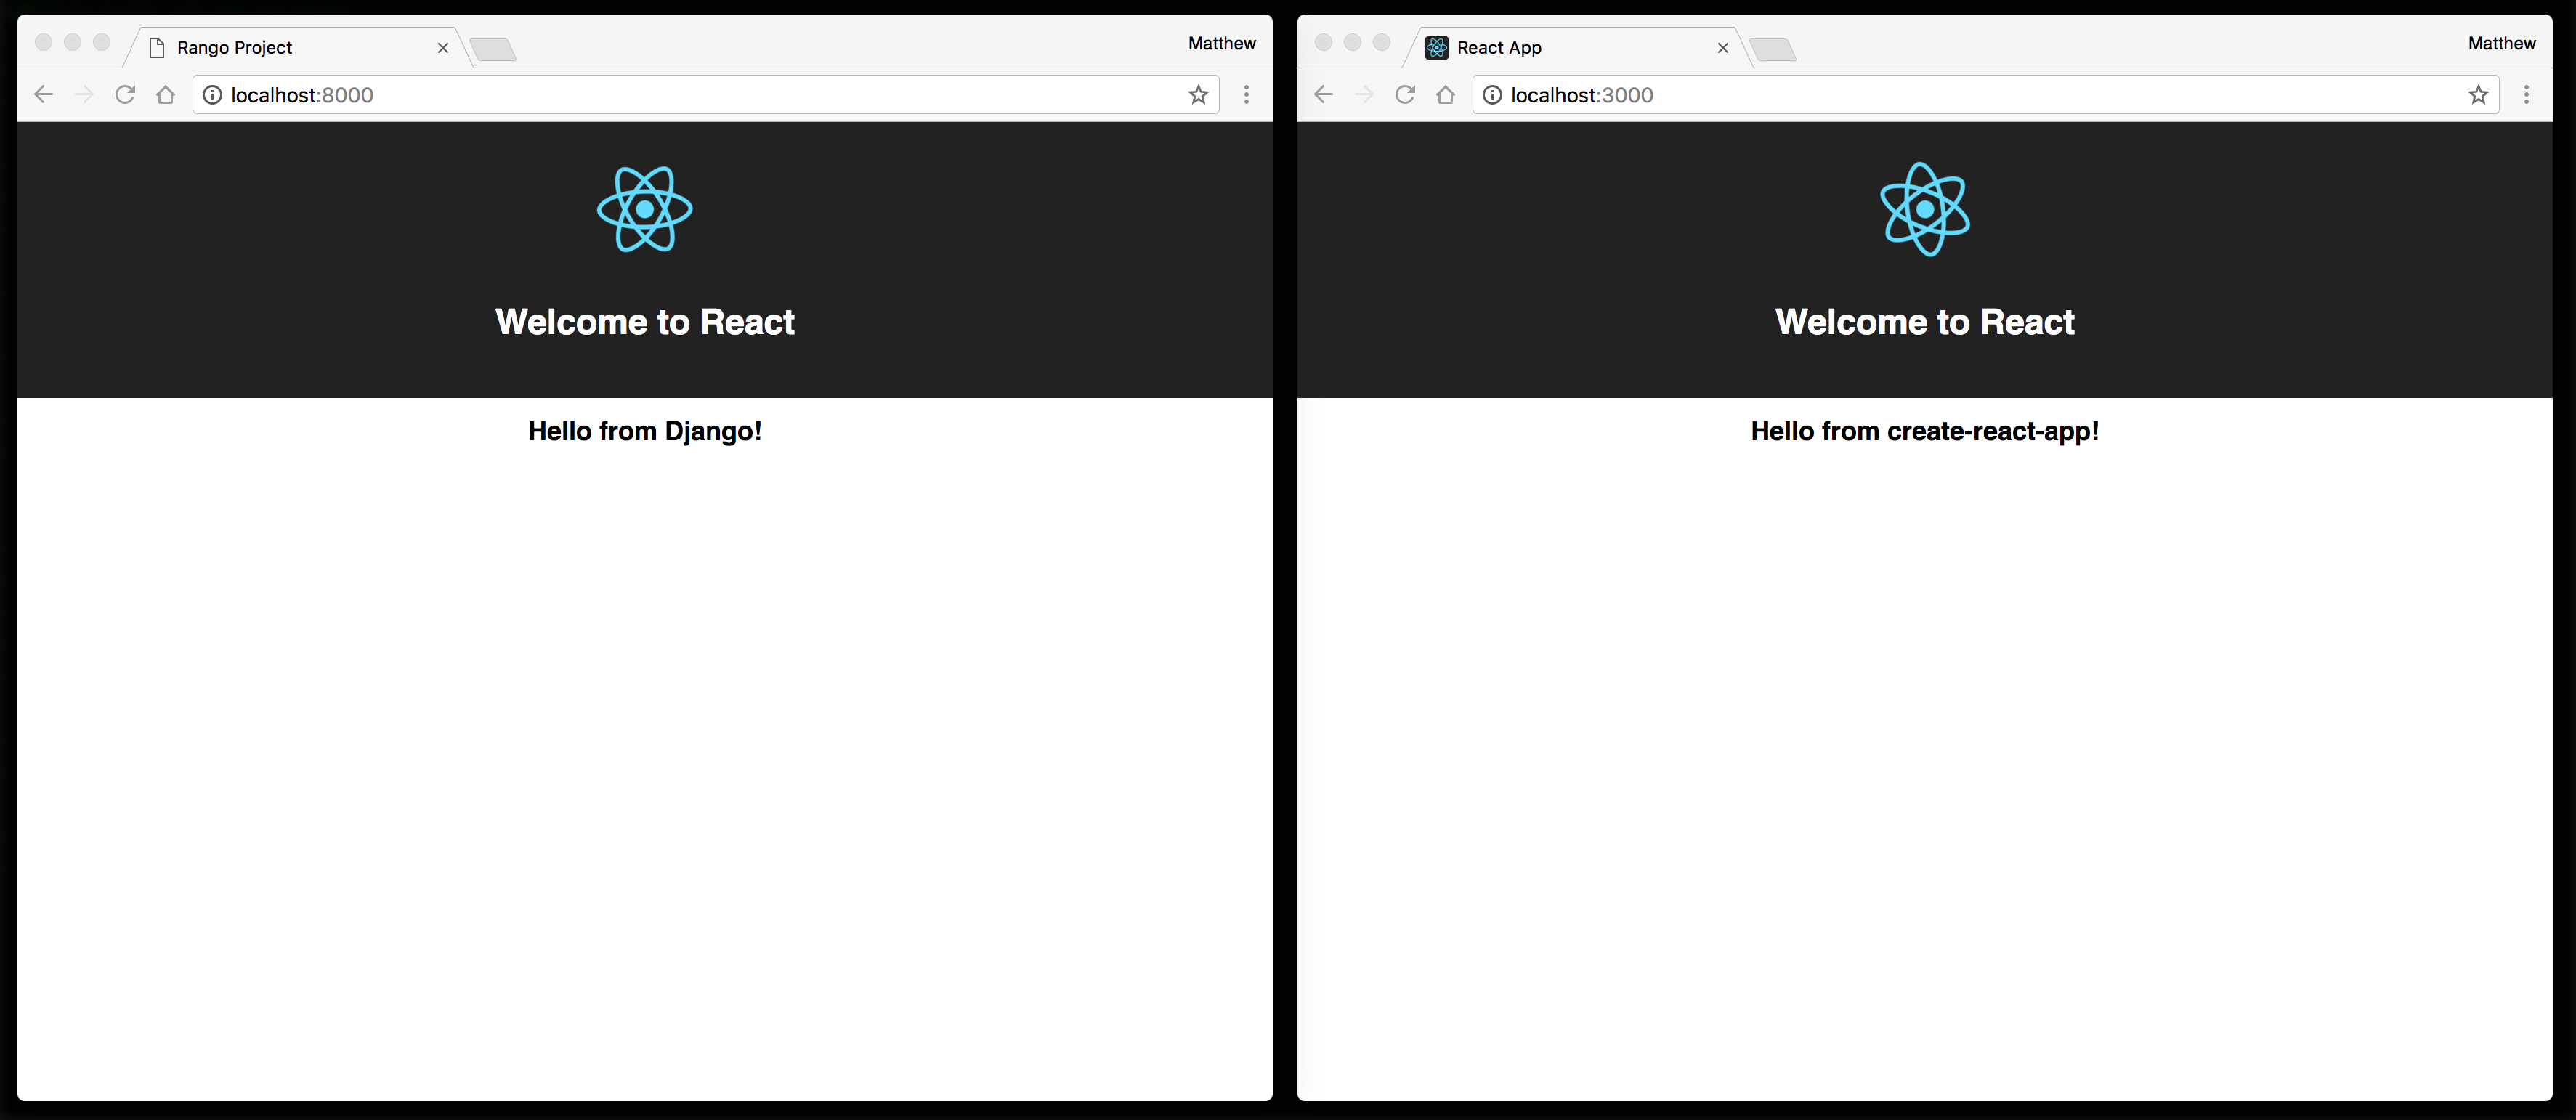 Rango Project
Matthew
localhost:8000
Welcome to React
Hello from Django!
React App
Matthew
localhost:3000
Welcome to React
Hello from create-react-app!